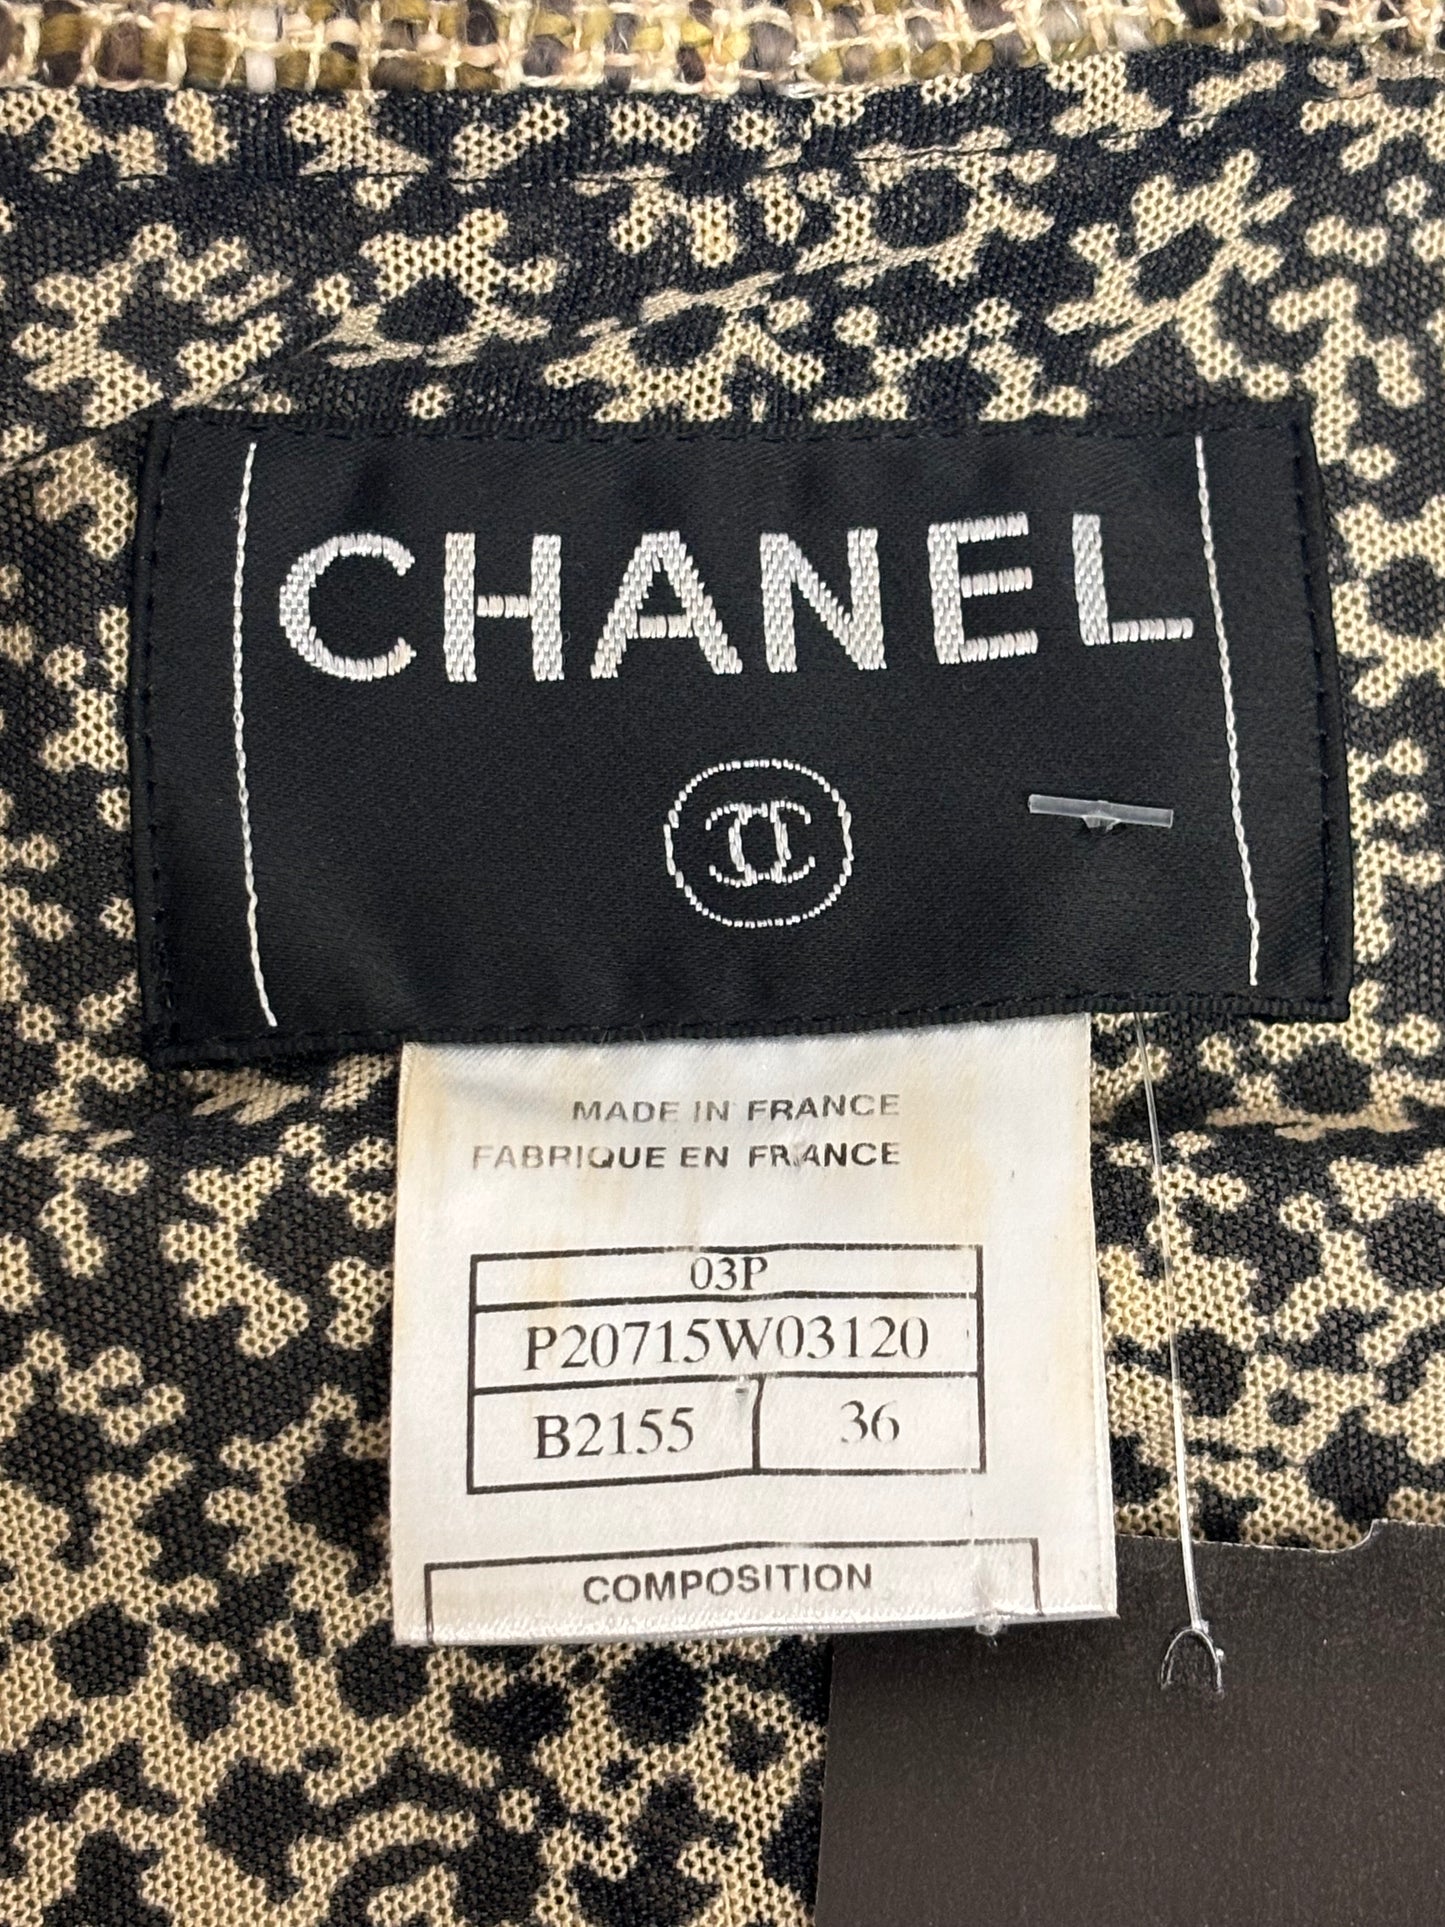 CHANEL
MADE IN FRANCE
FABRIQUE EN FRANCE
03P
P20715W03120
B2155 36
COMPOSITION